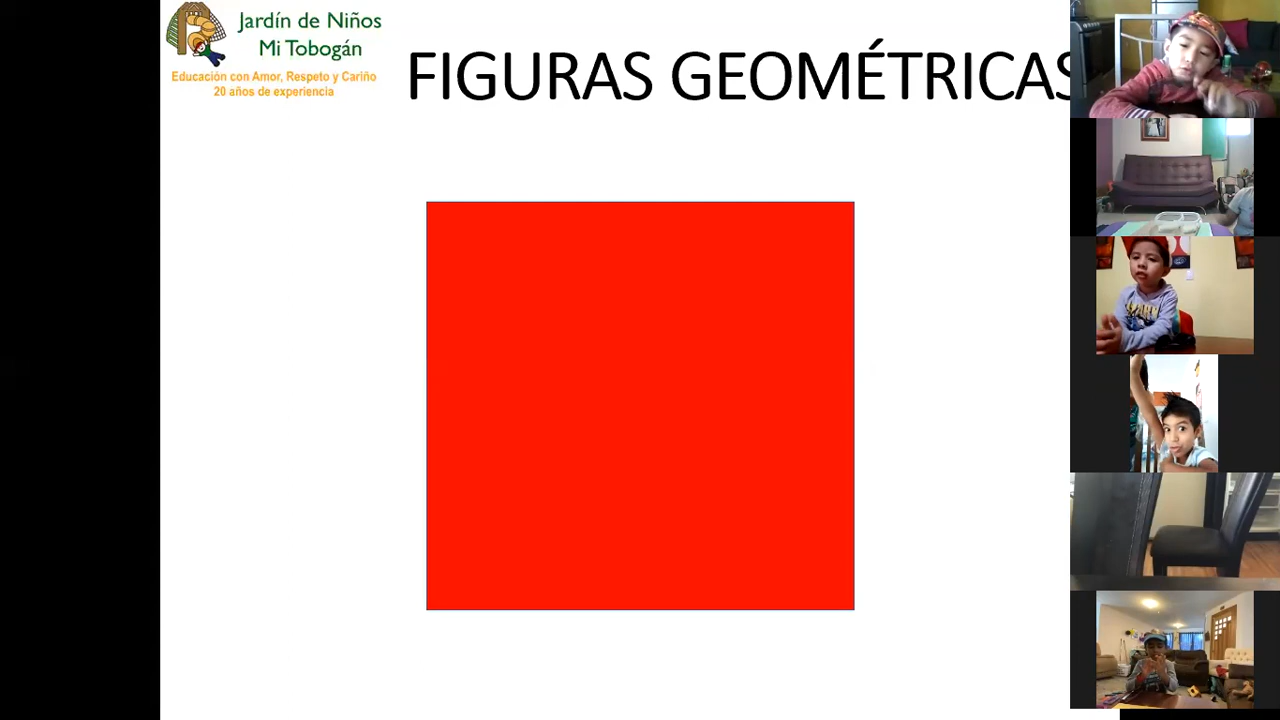 Jardín de Niños
Mi Tobogán
Educación con Amor, Respeto y Cariño
20 años de experiencia
FIGURAS GEOMÉTRICAS